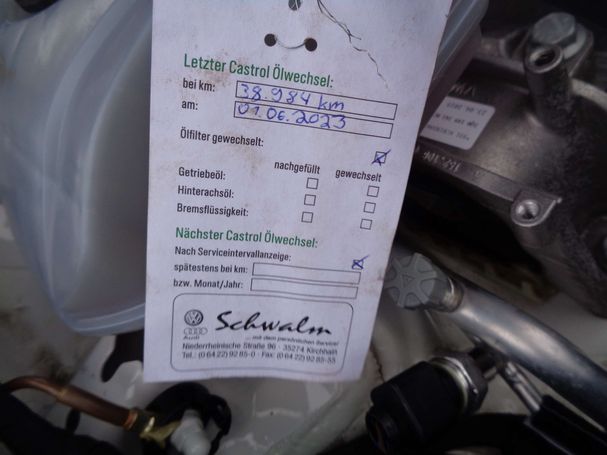 Letzter Castrol Ölwechsel:
bei km: 38.984 km
am: 01.06.2023
Ölfilter gewechselt:
nachgefüllt gewechselt
Getriebeöl:
Hinterachsöl:
Bremsflüssigkeit:
Nächster Castrol Ölwechsel:
Nach Serviceintervallanzeige:
spätestens bei km:
bzw. Monat/Jahr:
Schwalm
... mit dem persönlichen Service!
Audi
Niederrheinische Straße 96 · 35274 Kirchhain
Tel.: (0 64 22) 92 85-0 · Fax: (0 64 22) 92 85-33